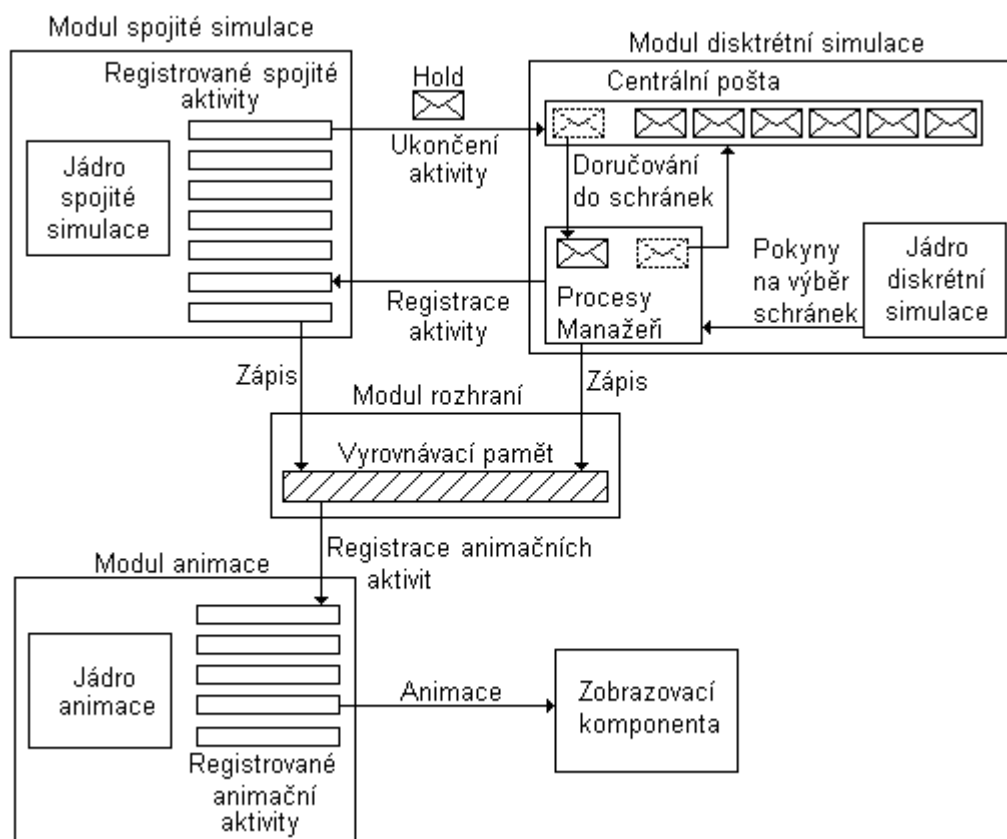 Modul spojité simulace
Registrované spojité
aktivity
Jádro
spojité
simulace
Hold
Ukončení
aktivity
Registrace
aktivity
Modul disktrétní simulace
Centrální pošta
Doručování
do schránek
Procesy
Manažeři
Pokyny
na výběr
schránek
Jádro
diskrétní
simulace
Zápis
Zápis
Modul rozhraní
Vyrovnávací pamět
Registrace animačních
aktivit
Modul animace
Jádro
animace
Registrované
animační
aktivity
Animace
Zobrazovací
komponenta